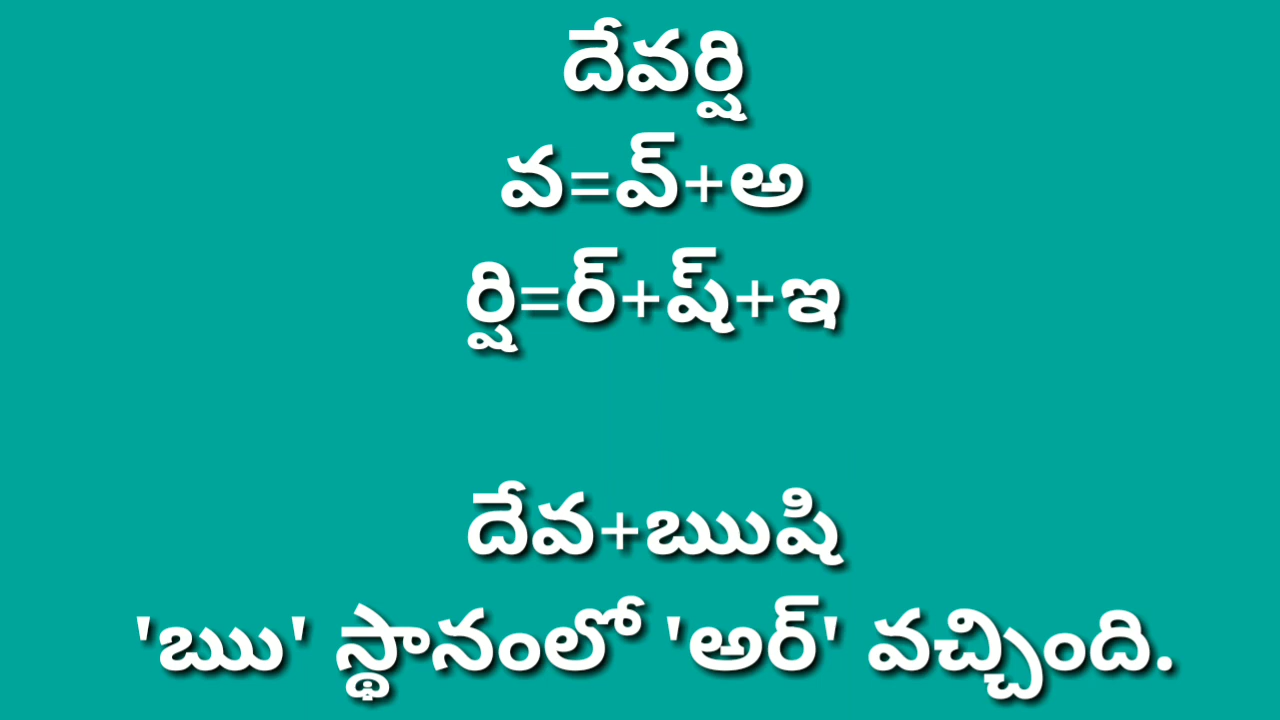 దేవర్షి
వ=వ్+అ
ర్షి=ర్+ష్+ఇ
దేవ+ఋషి
'ఋ' స్థానంలో 'అర్' వచ్చింది.